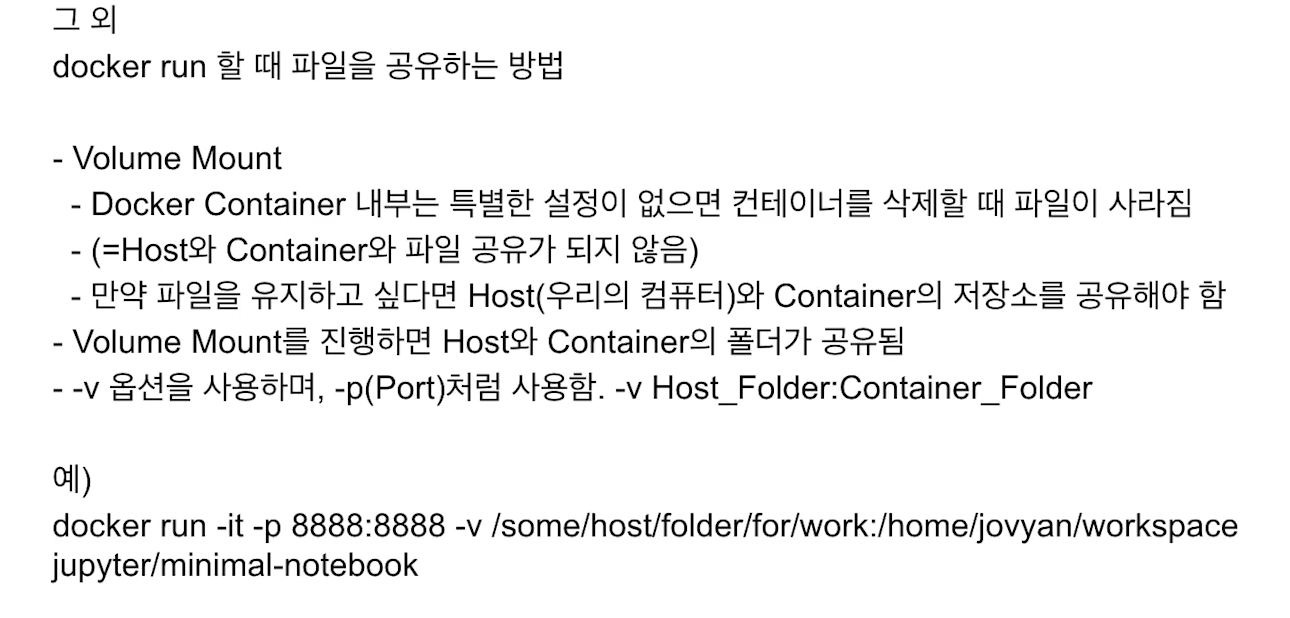 그 외
docker run 할 때 파일을 공유하는 방법
- Volume Mount
- Docker Container 내부는 특별한 설정이 없으면 컨테이너를 삭제할 때 파일이 사라짐
- (=Host와 Container와 파일 공유가 되지 않음)
- 만약 파일을 유지하고 싶다면 Host(우리의 컴퓨터)와 Container의 저장소를 공유해야 함
- Volume Mount를 진행하면 Host와 Container의 폴더가 공유됨
- -v 옵션을 사용하며, -p(Port)처럼 사용함. -v Host_Folder:Container_Folder
예)
docker run -it -p 8888:8888 -v /some/host/folder/for/work:/home/jovyan/workspace
jupyter/minimal-notebook